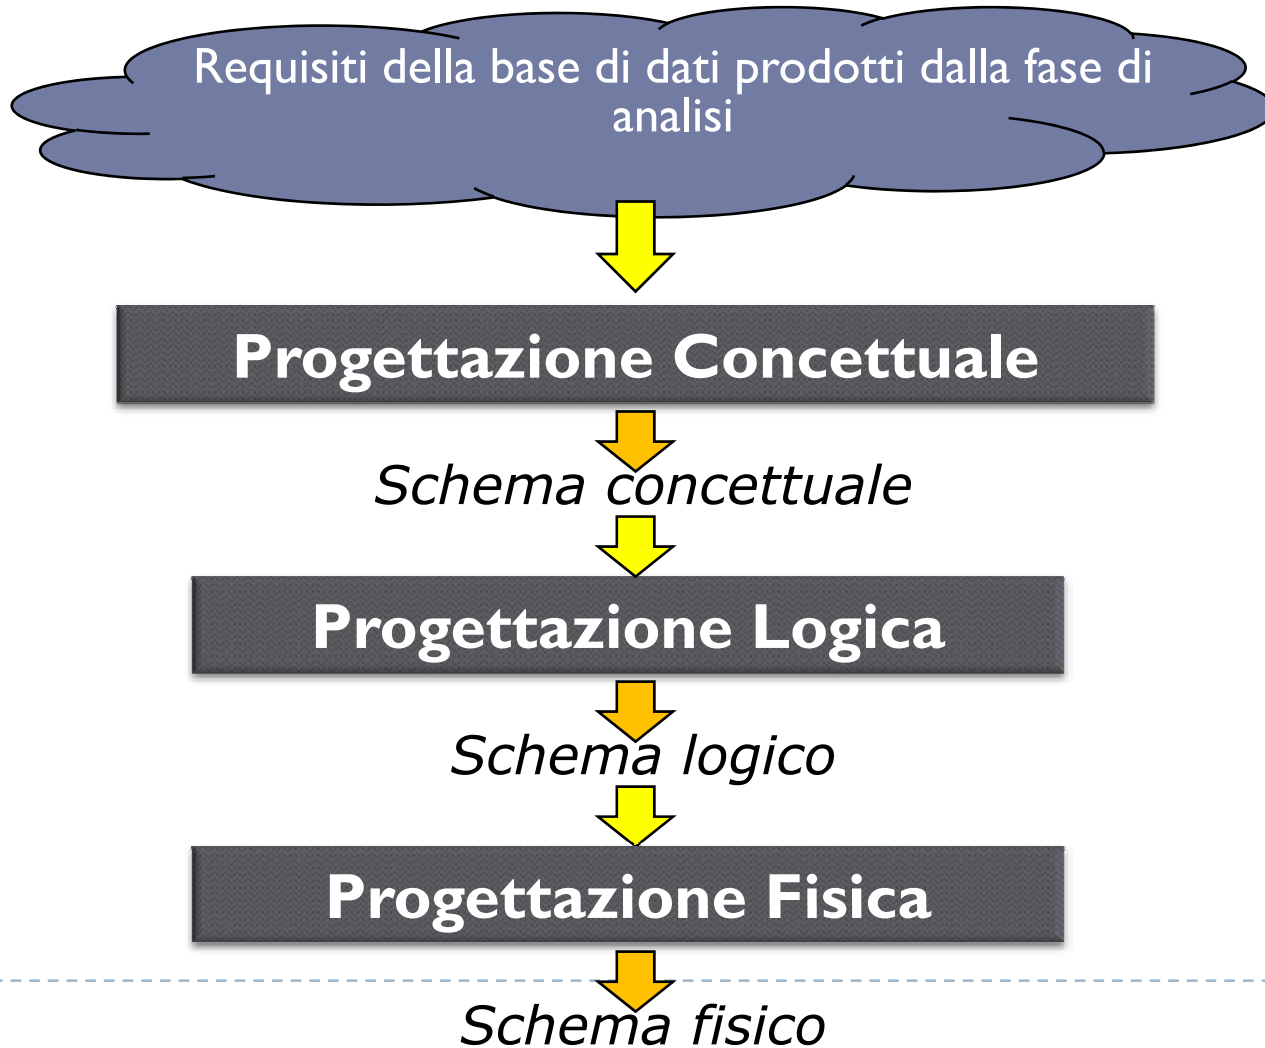 Requisiti della base di dati prodotti dalla fase di
analisi
Progettazione Concettuale
Schema concettuale
Progettazione Logica
Schema logico
Progettazione Fisica
Schema fisico